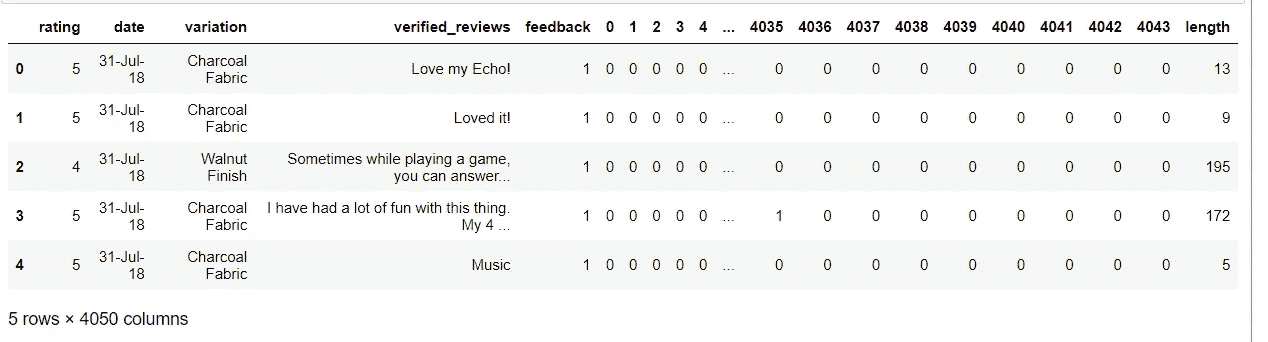 rating date variation verified_reviews feedback 0 1 2 3 4 ... 4035 4036 4037 4038 4039 4040 4041 4042 4043 length
0 5 31-Jul-18 Charcoal Fabric Love my Echo! 1 0 0 0 0 0 ... 0 0 0 0 0 0 0 0 0 13
1 5 31-Jul-18 Charcoal Fabric Loved it! 1 0 0 0 0 0 ... 0 0 0 0 0 0 0 0 0 9
2 4 31-Jul-18 Walnut Finish Sometimes while playing a game, you can answer... 1 0 0 0 0 0 ... 0 0 0 0 0 0 0 0 0 195
3 5 31-Jul-18 Charcoal Fabric I have had a lot of fun with this thing. My 4 ... 1 0 0 0 0 0 ... 1 0 0 0 0 0 0 0 0 172
4 5 31-Jul-18 Charcoal Fabric Music 1 0 0 0 0 0 ... 0 0 0 0 0 0 0 0 0 5
5 rows × 4050 columns